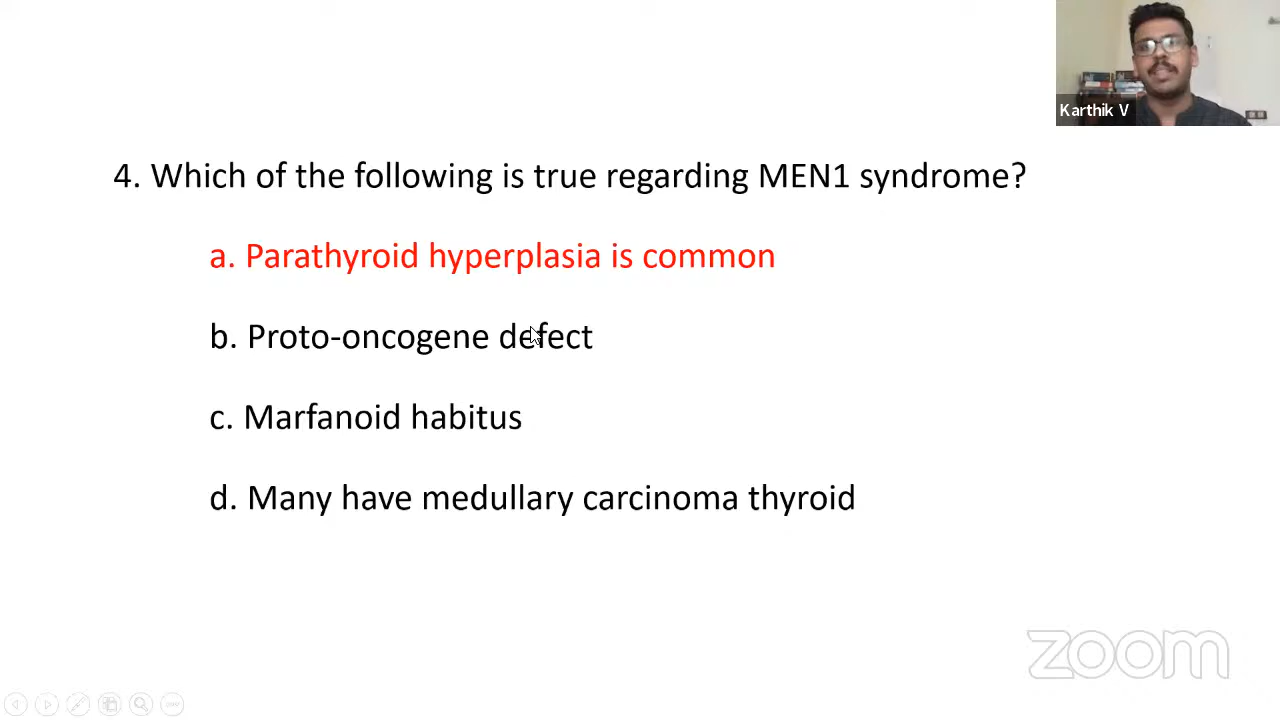 Karthik V
4. Which of the following is true regarding MEN1 syndrome?
a. Parathyroid hyperplasia is common
b. Proto-oncogene defect
c. Marfanoid habitus
d. Many have medullary carcinoma thyroid
zoom